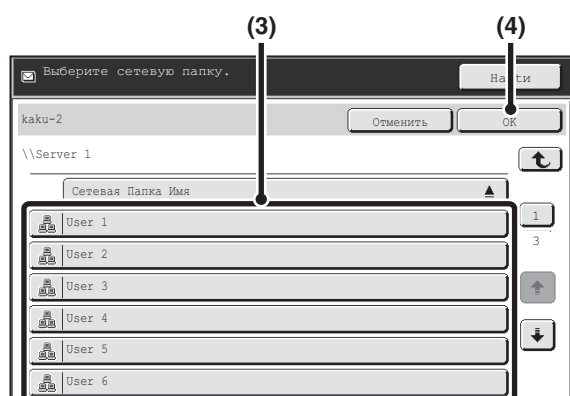 (3) (4)
Выберите сетевую папку. Найти
kaku-2 Отменить OK
\\Server 1
Сетевая Папка Имя
User 1 1
User 2 3
User 3
User 4
User 5
User 6